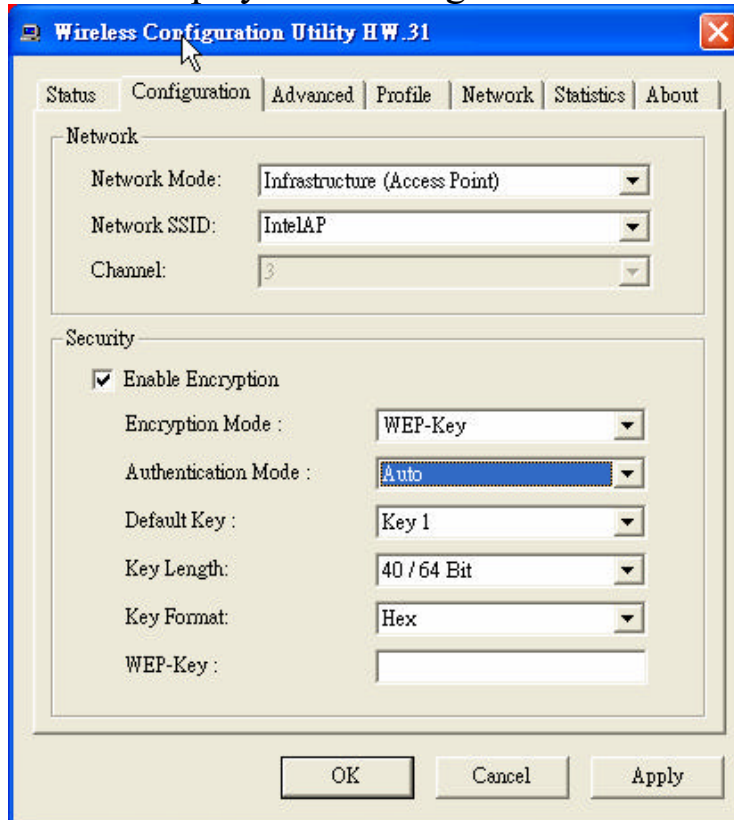 Wireless Configuration Utility HW.31
Status Configuration Advanced Profile Network Statistics About
Network
Network Mode: Infrastructure (Access Point)
Network SSID: IntelAP
Channel: 3
Security
Enable Encryption
Encryption Mode : WEP-Key
Authentication Mode : Auto
Default Key : Key 1
Key Length: 40 / 64 Bit
Key Format: Hex
WEP-Key :
OK Cancel Apply